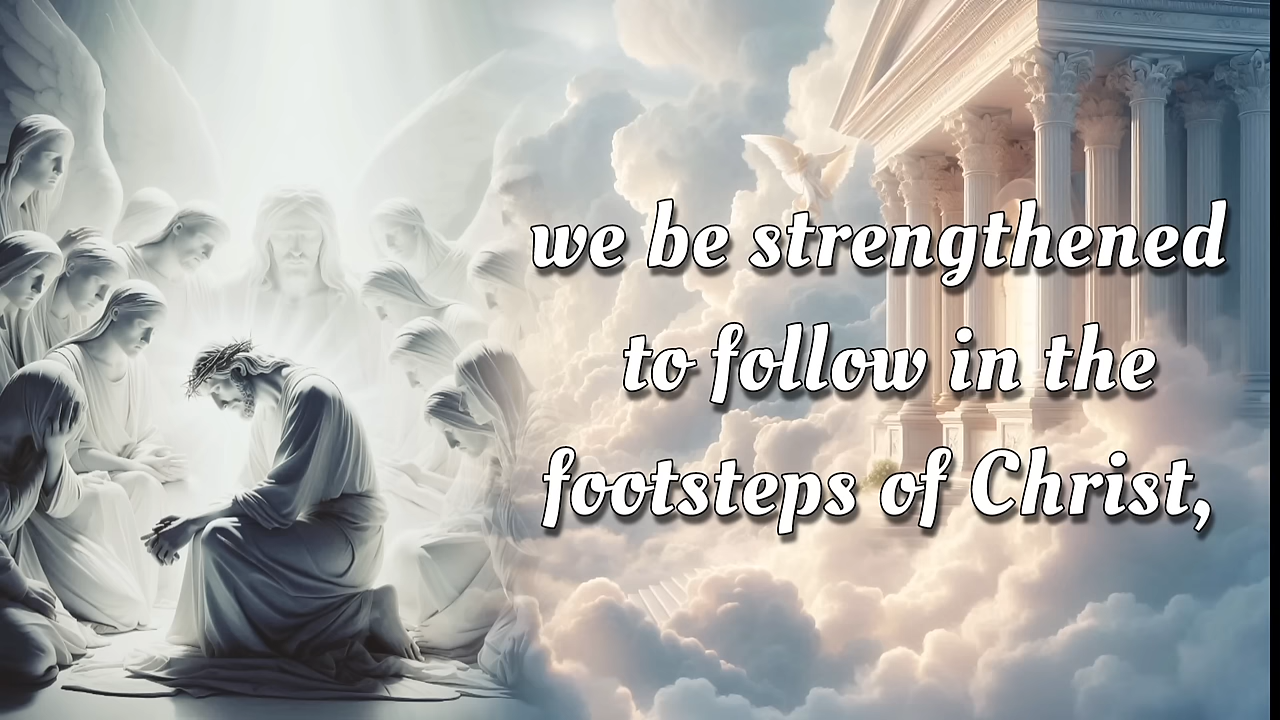 we be strengthened
to follow in the
footsteps of Christ,